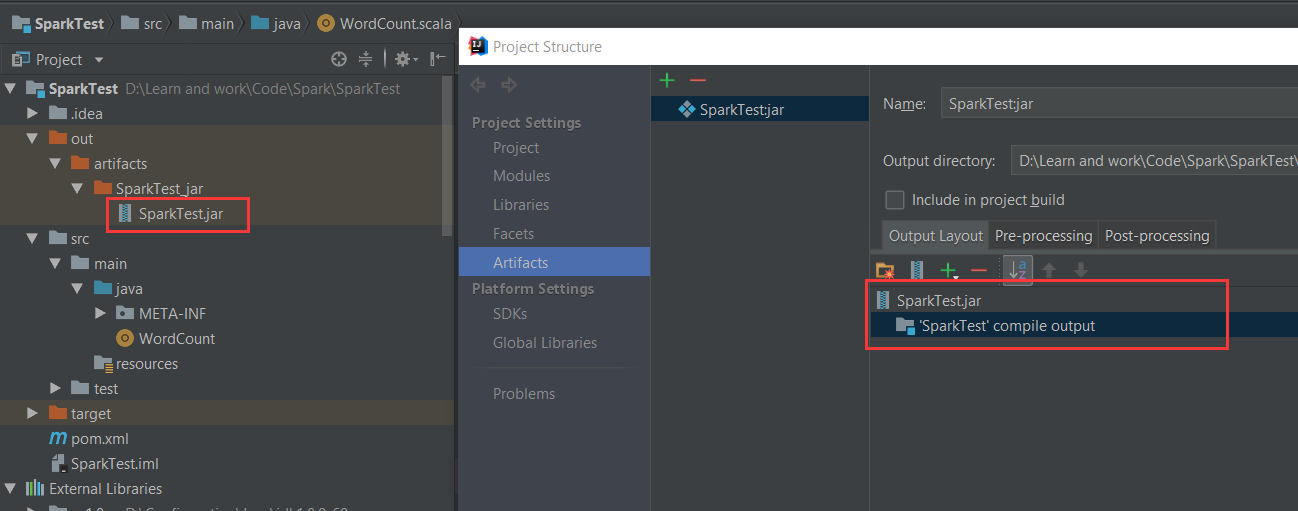 SparkTest src main java WordCount.scala
Project
SparkTest D:\Learn and work\Code\Spark\SparkTest
.idea
out
artifacts
SparkTest_jar
SparkTest.jar
src
main
java
META-INF
WordCount
resources
test
target
pom.xml
SparkTest.iml
External Libraries
Project Structure
Project Settings
Project
Modules
Libraries
Facets
Artifacts
Platform Settings
SDKs
Global Libraries
Problems
SparkTest:jar
Name: SparkTest:jar
Output directory: D:\Learn and work\Code\Spark\SparkTest\
Include in project build
Output Layout Pre-processing Post-processing
SparkTest.jar
'SparkTest' compile output